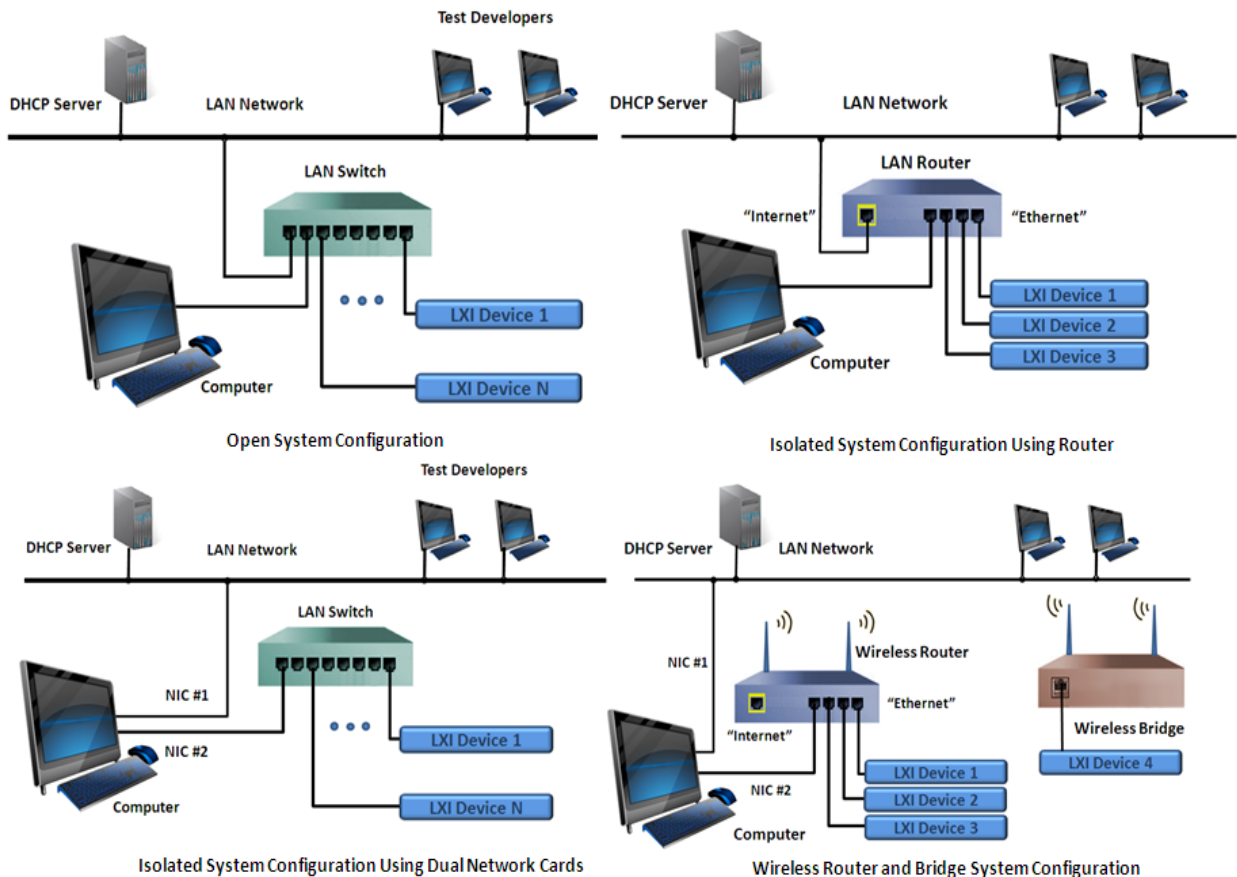 Test Developers
DHCP Server
LAN Network
LAN Switch
LXI Device 1
LXI Device N
Computer
Open System Configuration
DHCP Server
LAN Network
LAN Router
"Internet"
"Ethernet"
LXI Device 1
LXI Device 2
LXI Device 3
Computer
Isolated System Configuration Using Router
Test Developers
DHCP Server
LAN Network
LAN Switch
NIC #1
NIC #2
LXI Device 1
LXI Device N
Computer
Isolated System Configuration Using Dual Network Cards
DHCP Server
LAN Network
NIC #1
Wireless Router
"Ethernet"
"Internet"
Wireless Bridge
LXI Device 4
LXI Device 1
NIC #2
LXI Device 2
LXI Device 3
Computer
Wireless Router and Bridge System Configuration